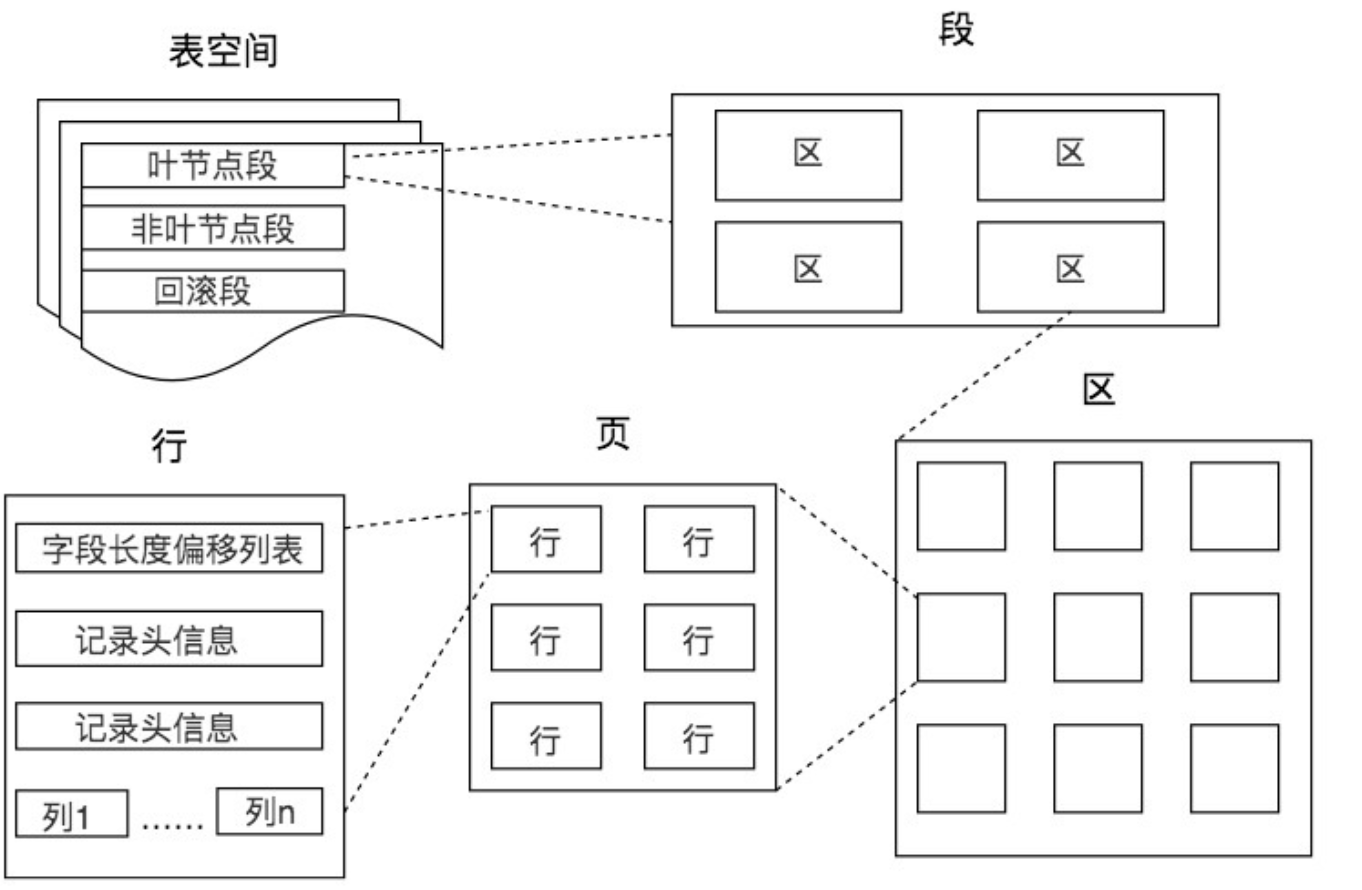 表空间
叶节点段
非叶节点段
回滚段
段
区
区
区
区
行
字段长度偏移列表
记录头信息
记录头信息
列1
......
列n
页
行
行
行
行
行
行
区